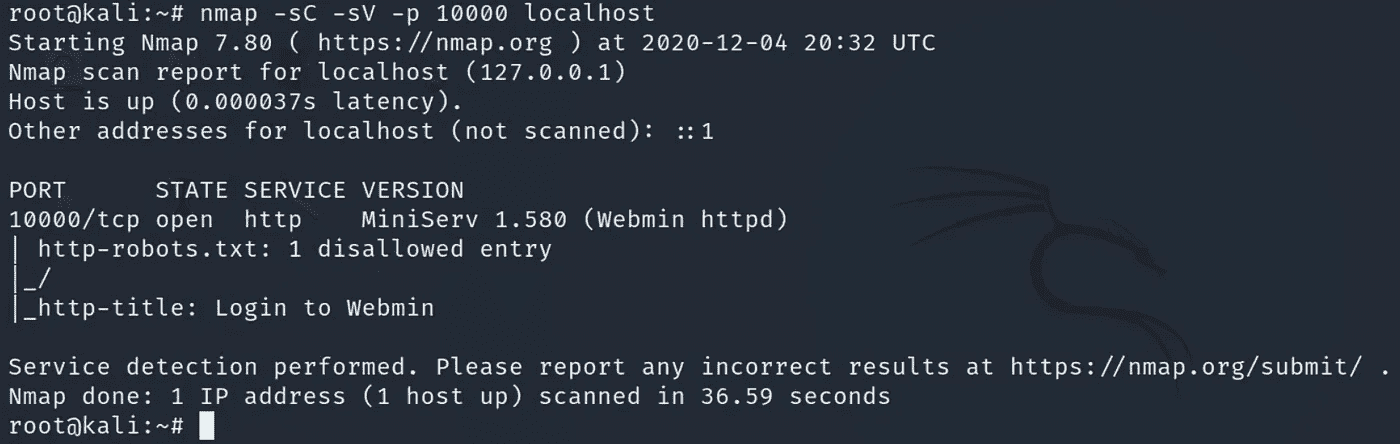 root@kali:~# nmap -sC -sV -p 10000 localhost
Starting Nmap 7.80 ( https://nmap.org ) at 2020-12-04 20:32 UTC
Nmap scan report for localhost (127.0.0.1)
Host is up (0.000037s latency).
Other addresses for localhost (not scanned): ::1
PORT      STATE SERVICE VERSION
10000/tcp open  http    MiniServ 1.580 (Webmin httpd)
| http-robots.txt: 1 disallowed entry
|_/
|_http-title: Login to Webmin
Service detection performed. Please report any incorrect results at https://nmap.org/submit/ .
Nmap done: 1 IP address (1 host up) scanned in 36.59 seconds
root@kali:~#